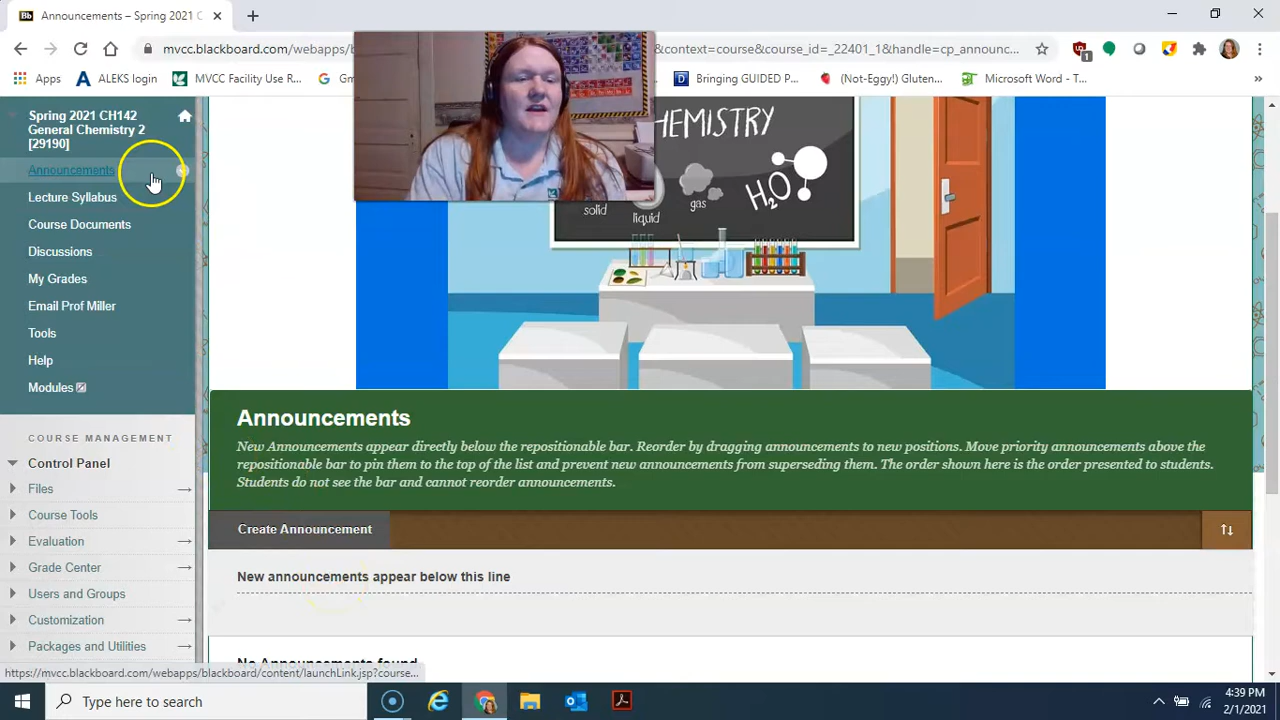 Bb Announcements – Spring 2021 C
mvcc.blackboard.com/webapps/b
&context=course&course_id=_22401_1&handle=cp_announc...
1
Apps
ALEKS login
MVCC Facility Use R...
Bringing GUIDED P...
(Not-Eggy!) Gluten...
Microsoft Word - T...
»
Spring 2021 CH142
General Chemistry 2
[29190]
Announcements
Lecture Syllabus
Course Documents
Discussions
My Grades
Email Prof Miller
Tools
Help
Modules
COURSE MANAGEMENT
Control Panel
Files
Course Tools
Evaluation
Grade Center
Users and Groups
Customization
Packages and Utilities
HEMISTRY
solid
liquid
gas
H2O
Announcements
New Announcements appear directly below the repositionable bar. Reorder by dragging announcements to new positions. Move priority announcements above the
repositionable bar to pin them to the top of the list and prevent new announcements from superseding them. The order shown here is the order presented to students.
Students do not see the bar and cannot reorder announcements.
Create Announcement
New announcements appear below this line
No Announcements found
https://mvcc.blackboard.com/webapps/blackboard/content/launchLink.jsp?course...
Type here to search
4:39 PM
2/1/2021